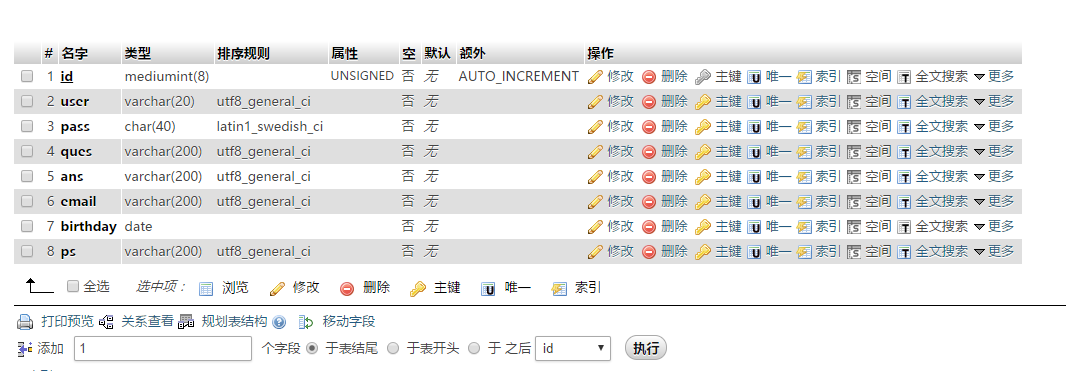 # 名字 类型 排序规则 属性 空 默认 额外 操作
1 id mediumint(8) UNSIGNED 否 无 AUTO_INCREMENT 修改 删除 主键 唯一 索引 空间 全文搜索 更多
2 user varchar(20) utf8_general_ci 否 无 修改 删除 主键 唯一 索引 空间 全文搜索 更多
3 pass char(40) latin1_swedish_ci 否 无 修改 删除 主键 唯一 索引 空间 全文搜索 更多
4 ques varchar(200) utf8_general_ci 否 无 修改 删除 主键 唯一 索引 空间 全文搜索 更多
5 ans varchar(200) utf8_general_ci 否 无 修改 删除 主键 唯一 索引 空间 全文搜索 更多
6 email varchar(200) utf8_general_ci 否 无 修改 删除 主键 唯一 索引 空间 全文搜索 更多
7 birthday date 否 无 修改 删除 主键 唯一 索引 空间 全文搜索 更多
8 ps varchar(200) utf8_general_ci 否 无 修改 删除 主键 唯一 索引 空间 全文搜索 更多
全选 选中项： 浏览 修改 删除 主键 唯一 索引
打印预览 关系查看 规划表结构 移动字段
添加 1 个字段 于表结尾 于表开头 于 之后 id 执行